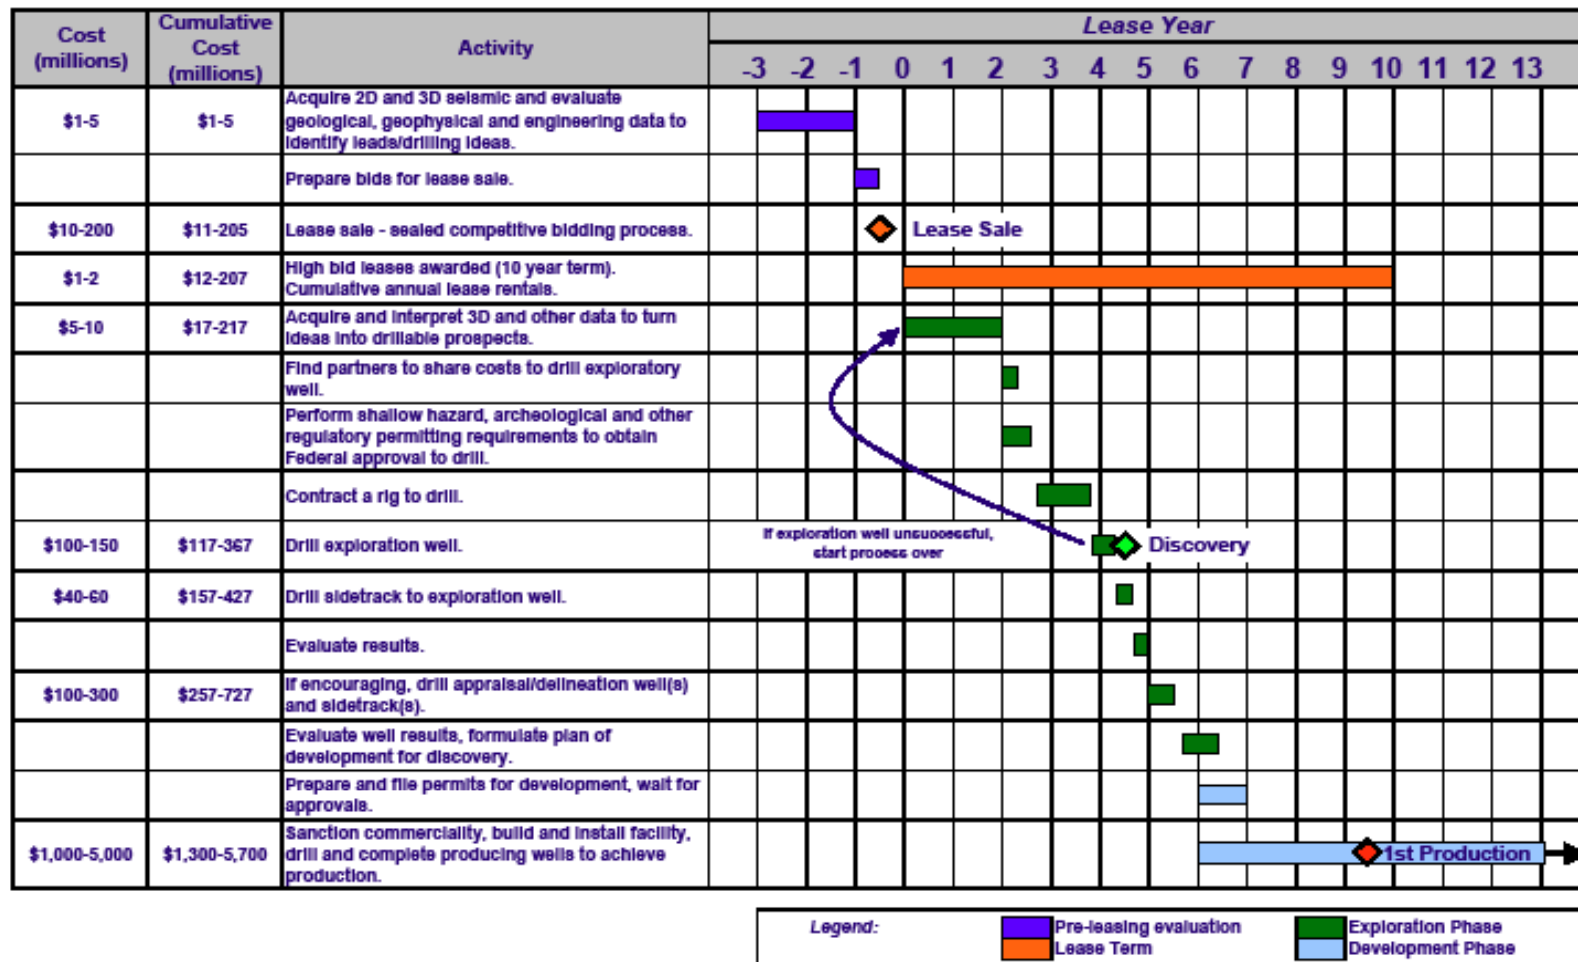 Cost
(millions)
Cumulative
Cost
(millions)
Activity
Lease Year
-3 -2 -1 0 1 2 3 4 5 6 7 8 9 10 11 12 13
$1-5
$1-5
Acquire 2D and 3D seismic and evaluate
geological, geophysical and engineering data to
identify leads/drilling ideas.
Prepare bids for lease sale.
$10-200
$11-205
Lease sale - sealed competitive bidding process.
Lease Sale
$1-2
$12-207
High bid leases awarded (10 year term).
Cumulative annual lease rentals.
$5-10
$17-217
Acquire and interpret 3D and other data to turn
ideas into drillable prospects.
Find partners to share costs to drill exploratory
well.
Perform shallow hazard, archeological and other
regulatory permitting requirements to obtain
Federal approval to drill.
Contract a rig to drill.
$100-150
$117-367
Drill exploration well.
If exploration well unsuccessful,
start process over
Discovery
$40-60
$157-427
Drill sidetrack to exploration well.
Evaluate results.
$100-300
$257-727
If encouraging, drill appraisal/delineation well(s)
and sidetrack(s).
Evaluate well results, formulate plan of
development for discovery.
Prepare and file permits for development, wait for
approvals.
$1,000-5,000
$1,300-5,700
Sanction commerciality, build and install facility,
drill and complete producing wells to achieve
production.
1st Production
Legend:
Pre-leasing evaluation
Lease Term
Exploration Phase
Development Phase